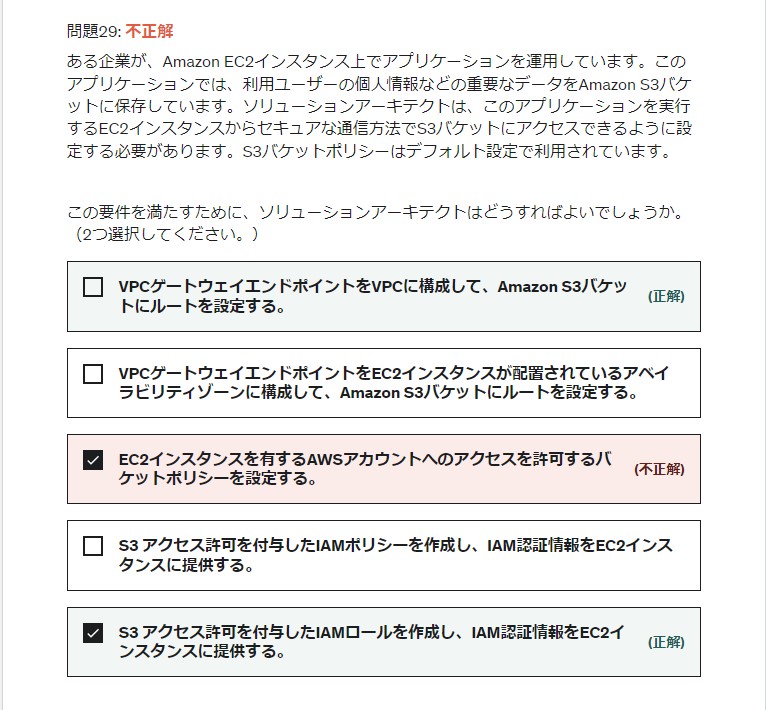 問題29: 不正解
ある企業が、Amazon EC2インスタンス上でアプリケーションを運用しています。この
アプリケーションでは、利用ユーザーの個人情報などの重要なデータをAmazon S3バケ
ットに保存しています。ソリューションアーキテクトは、このアプリケーションを実行
するEC2インスタンスからセキュアな通信方法でS3バケットにアクセスできるように設
定する必要があります。S3バケットポリシーはデフォルト設定で利用されています。
この要件を満たすために、ソリューションアーキテクトはどうすればよいでしょうか。
（2つ選択してください。）
VPCゲートウェイエンドポイントをVPCに構成して、Amazon S3バケッ
トにルートを設定する。
(正解)
VPCゲートウェイエンドポイントをEC2インスタンスが配置されているアベイ
ラビリティゾーンに構成して、Amazon S3バケットにルートを設定する。
EC2インスタンスを有するAWSアカウントへのアクセスを許可するバ
ケットポリシーを設定する。
(不正解)
S3 アクセス許可を付与したIAMポリシーを作成し、IAM認証情報をEC2インス
タンスに提供する。
S3 アクセス許可を付与したIAMロールを作成し、IAM認証情報をEC2イ
ンスタンスに提供する。
(正解)